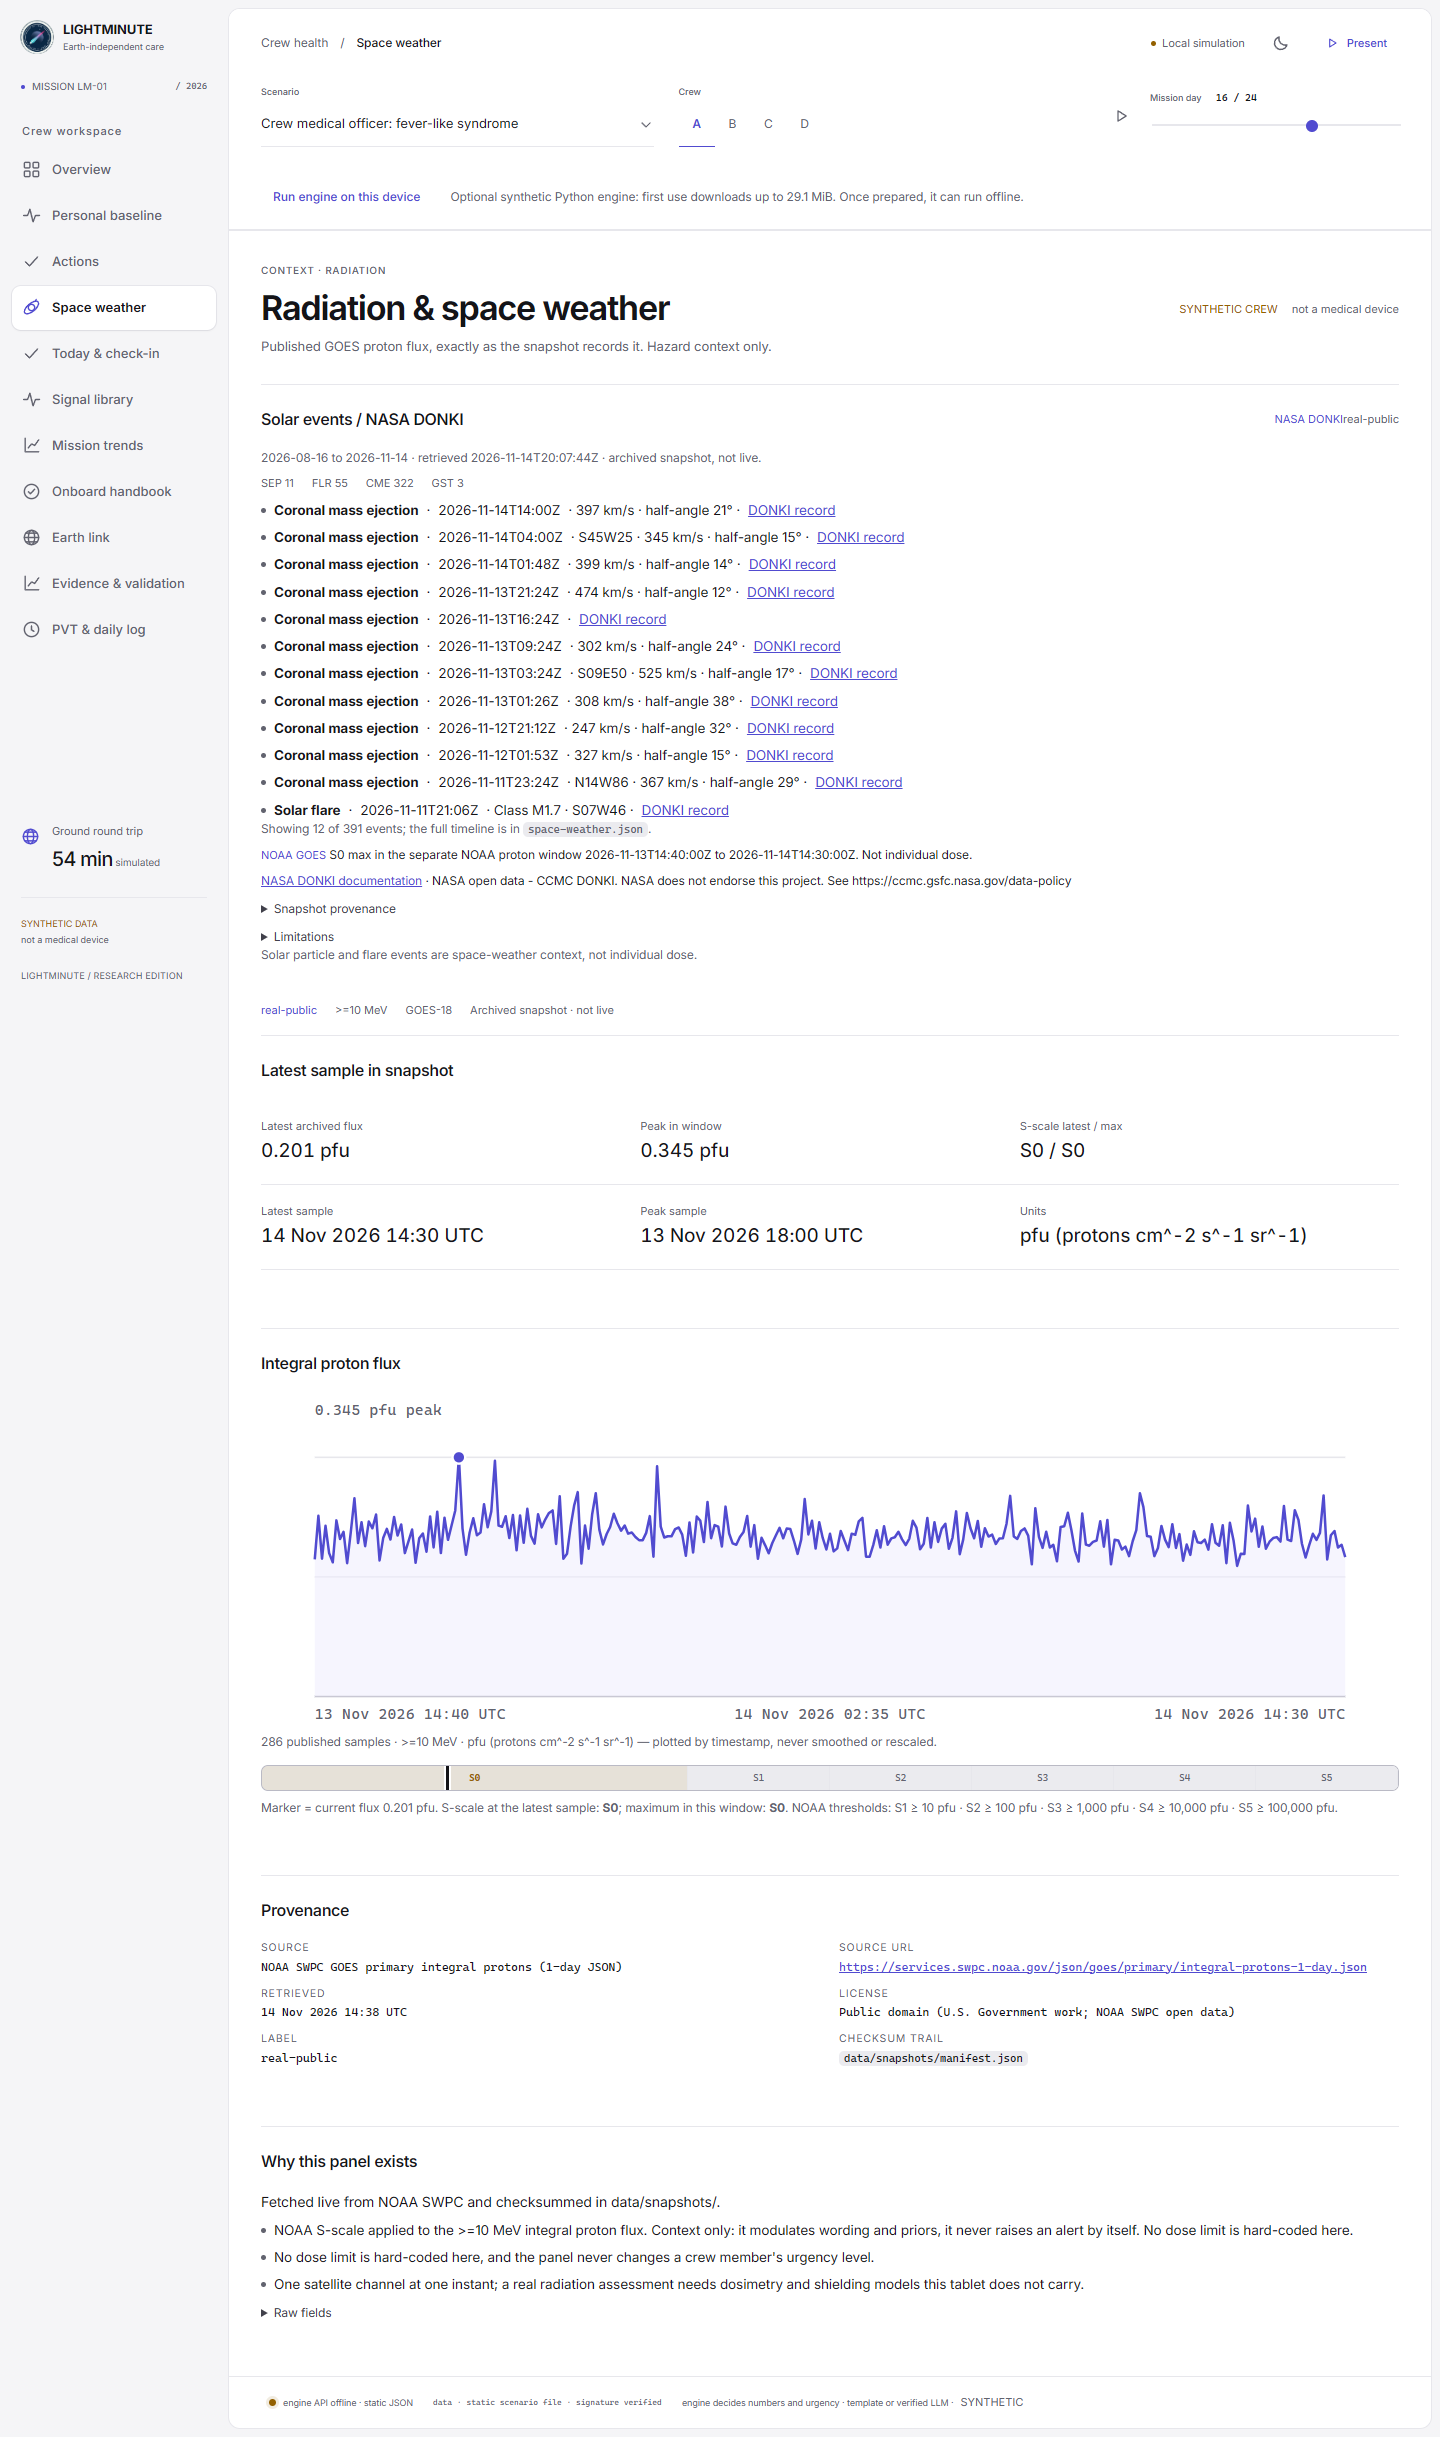 LIGHTMINUTE
Earth-independent care
MISSION LM-01 / 2026
Crew workspace
Overview
Personal baseline
Actions
Space weather
Today & check-in
Signal library
Mission trends
Onboard handbook
Earth link
Evidence & validation
PVT & daily log
Ground round trip
54 min simulated
SYNTHETIC DATA
not a medical device
LIGHTMINUTE / RESEARCH EDITION
Crew health / Space weather
Local simulation
Present
Scenario
Crew medical officer: fever-like syndrome
Crew
A B C D
Mission day 16 / 24
Run engine on this device
Optional synthetic Python engine: first use downloads up to 29.1 MiB. Once prepared, it can run offline.
CONTEXT · RADIATION
Radiation & space weather
SYNTHETIC CREW not a medical device
Published GOES proton flux, exactly as the snapshot records it. Hazard context only.
Solar events / NASA DONKI
NASA DONKIreal-public
2026-08-16 to 2026-11-14 · retrieved 2026-11-14T20:07:44Z · archived snapshot, not live.
SEP 11 FLR 55 CME 322 GST 3
Coronal mass ejection · 2026-11-14T14:00Z · 397 km/s · half-angle 21° · DONKI record
Coronal mass ejection · 2026-11-14T04:00Z · S45W25 · 345 km/s · half-angle 15° · DONKI record
Coronal mass ejection · 2026-11-14T01:48Z · 399 km/s · half-angle 14° · DONKI record
Coronal mass ejection · 2026-11-13T21:24Z · 474 km/s · half-angle 12° · DONKI record
Coronal mass ejection · 2026-11-13T16:24Z · DONKI record
Coronal mass ejection · 2026-11-13T09:24Z · 302 km/s · half-angle 24° · DONKI record
Coronal mass ejection · 2026-11-13T03:24Z · S09E50 · 525 km/s · half-angle 17° · DONKI record
Coronal mass ejection · 2026-11-13T01:26Z · 308 km/s · half-angle 38° · DONKI record
Coronal mass ejection · 2026-11-12T21:12Z · 247 km/s · half-angle 32° · DONKI record
Coronal mass ejection · 2026-11-12T01:53Z · 327 km/s · half-angle 15° · DONKI record
Coronal mass ejection · 2026-11-11T23:24Z · N14W86 · 367 km/s · half-angle 29° · DONKI record
Solar flare · 2026-11-11T21:06Z · Class M1.7 · S07W46 · DONKI record
Showing 12 of 391 events; the full timeline is in space-weather.json.
NOAA GOES S0 max in the separate NOAA proton window 2026-11-13T14:40:00Z to 2026-11-14T14:30:00Z. Not individual dose.
NASA DONKI documentation · NASA open data - CCMC DONKI. NASA does not endorse this project. See https://ccmc.gsfc.nasa.gov/data-policy
Snapshot provenance
Limitations
Solar particle and flare events are space-weather context, not individual dose.
real-public >=10 MeV GOES-18 Archived snapshot · not live
Latest sample in snapshot
Latest archived flux
0.201 pfu
Peak in window
0.345 pfu
S-scale latest / max
S0 / S0
Latest sample
14 Nov 2026 14:30 UTC
Peak sample
13 Nov 2026 18:00 UTC
Units
pfu (protons cm^-2 s^-1 sr^-1)
Integral proton flux
0.345 pfu peak
13 Nov 2026 14:40 UTC 14 Nov 2026 02:35 UTC 14 Nov 2026 14:30 UTC
286 published samples · >=10 MeV · pfu (protons cm^-2 s^-1 sr^-1) — plotted by timestamp, never smoothed or rescaled.
S0 S1 S2 S3 S4 S5
Marker = current flux 0.201 pfu. S-scale at the latest sample: S0; maximum in this window: S0. NOAA thresholds: S1 ≥ 10 pfu · S2 ≥ 100 pfu · S3 ≥ 1,000 pfu · S4 ≥ 10,000 pfu · S5 ≥ 100,000 pfu.
Provenance
SOURCE
NOAA SWPC GOES primary integral protons (1-day JSON)
SOURCE URL
https://services.swpc.noaa.gov/json/goes/primary/integral-protons-1-day.json
RETRIEVED
14 Nov 2026 14:38 UTC
LICENSE
Public domain (U.S. Government work; NOAA SWPC open data)
LABEL
real-public
CHECKSUM TRAIL
data/snapshots/manifest.json
Why this panel exists
Fetched live from NOAA SWPC and checksummed in data/snapshots/.
NOAA S-scale applied to the >=10 MeV integral proton flux. Context only: it modulates wording and priors, it never raises an alert by itself. No dose limit is hard-coded here.
No dose limit is hard-coded here, and the panel never changes a crew member's urgency level.
One satellite channel at one instant; a real radiation assessment needs dosimetry and shielding models this tablet does not carry.
Raw fields
engine API offline · static JSON data · static scenario file · signature verified engine decides numbers and urgency · template or verified LLM · SYNTHETIC